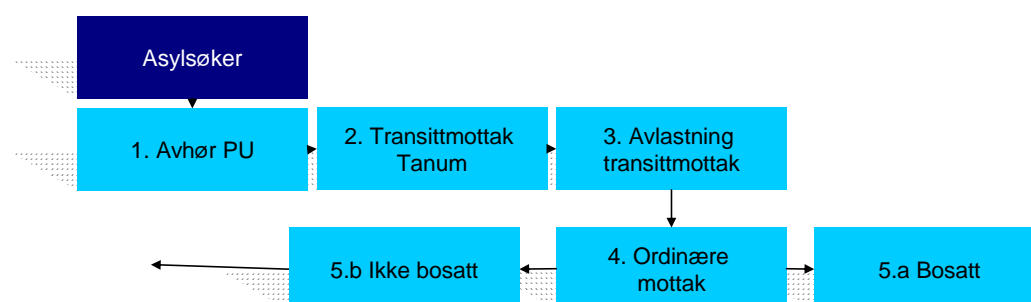 Asylsøker
1. Avhør PU
2. Transittmottak
Tanum
3. Avlastning
transittmottak
5.b Ikke bosatt
4. Ordinære
mottak
5.a Bosatt